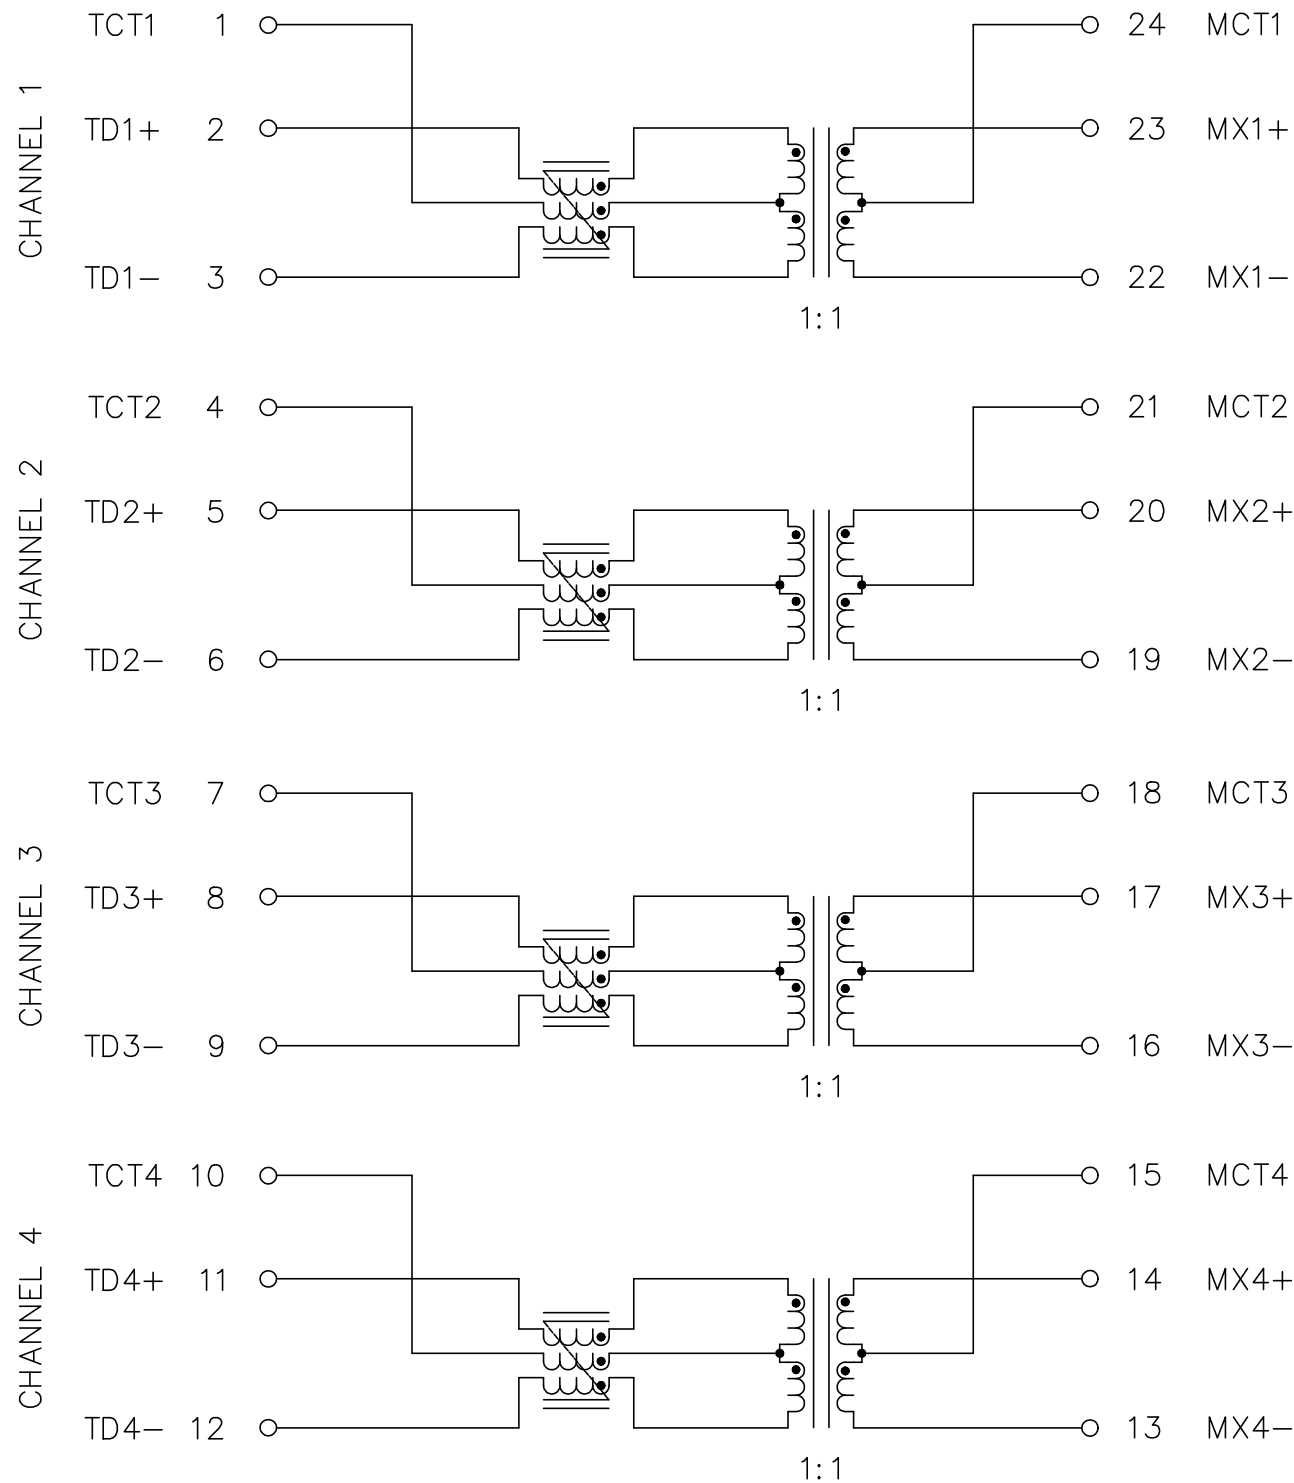 CHANNEL 1
TCT1 1 24 MCT1
TD1+ 2 23 MX1+
TD1− 3 22 MX1−
1:1
CHANNEL 2
TCT2 4 21 MCT2
TD2+ 5 20 MX2+
TD2− 6 19 MX2−
1:1
CHANNEL 3
TCT3 7 18 MCT3
TD3+ 8 17 MX3+
TD3− 9 16 MX3−
1:1
CHANNEL 4
TCT4 10 15 MCT4
TD4+ 11 14 MX4+
TD4− 12 13 MX4−
1:1